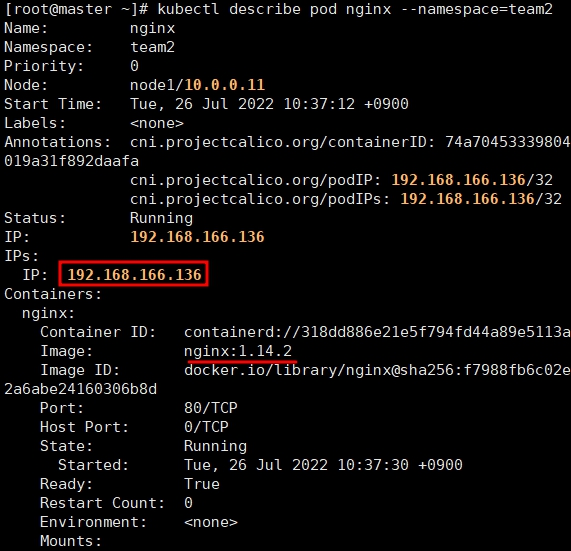 [root@master ~]# kubectl describe pod nginx --namespace=team2
Name:         nginx
Namespace:    team2
Priority:     0
Node:         node1/10.0.0.11
Start Time:   Tue, 26 Jul 2022 10:37:12 +0900
Labels:       <none>
Annotations:  cni.projectcalico.org/containerID: 74a70453339804
019a31f892daafa
              cni.projectcalico.org/podIP: 192.168.166.136/32
              cni.projectcalico.org/podIPs: 192.168.166.136/32
Status:       Running
IP:           192.168.166.136
IPs:
  IP:  192.168.166.136
Containers:
  nginx:
    Container ID:   containerd://318dd886e21e5f794fd44a89e5113a
    Image:          nginx:1.14.2
    Image ID:       docker.io/library/nginx@sha256:f7988fb6c02e
2a6abe24160306b8d
    Port:           80/TCP
    Host Port:      0/TCP
    State:          Running
      Started:      Tue, 26 Jul 2022 10:37:30 +0900
    Ready:          True
    Restart Count:  0
    Environment:    <none>
    Mounts: